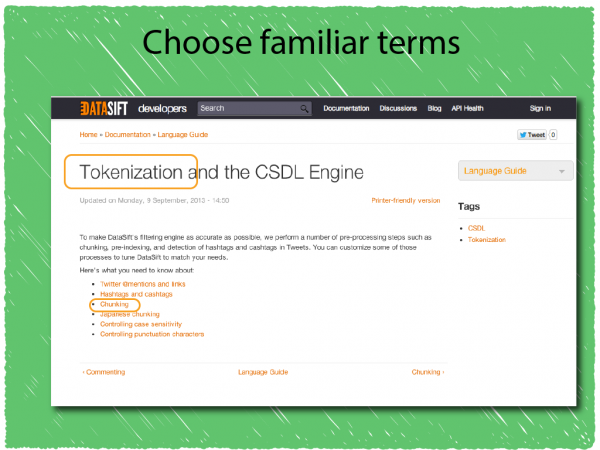 Choose familiar terms
DATASIFT developers Search Documentation Discussions Blog API Health Sign in
Home » Documentation » Language Guide Tweet 0
Tokenization and the CSDL Engine Language Guide
Updated on Monday, 9 September, 2013 - 14:50 Printer-friendly version
Tags
CSDL
Tokenization
To make DataSift's filtering engine as accurate as possible, we perform a number of pre-processing steps such as
chunking, pre-indexing, and detection of hashtags and cashtags in Tweets. You can customize some of those
processes to tune DataSift to match your needs.
Here's what you need to know about:
Twitter @mentions and links
Hashtags and cashtags
Chunking
Japanese chunking
Controlling case sensitivity
Controlling punctuation characters
‹ Commenting Language Guide Chunking ›